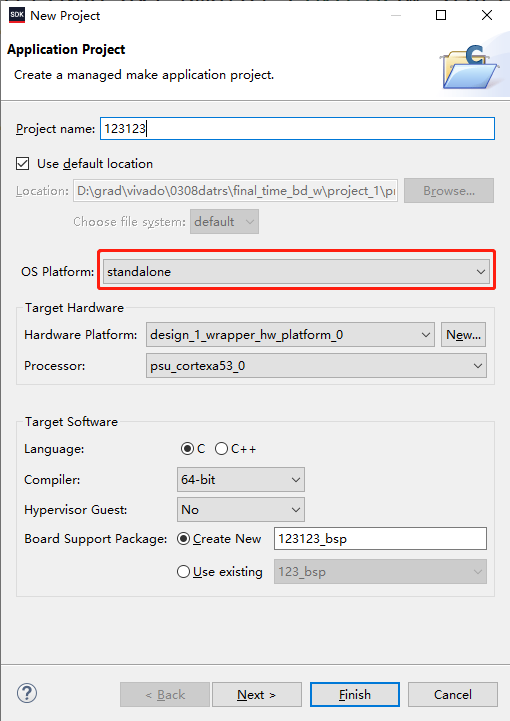 SDK New Project
Application Project
Create a managed make application project.
Project name: 123123
Use default location
Location: D:\grad\vivado\0308datrs\final_time_bd_w\project_1\pr Browse...
Choose file system: default
OS Platform: standalone
Target Hardware
Hardware Platform: design_1_wrapper_hw_platform_0 New...
Processor: psu_cortexa53_0
Target Software
Language: C C++
Compiler: 64-bit
Hypervisor Guest: No
Board Support Package: Create New 123123_bsp
Use existing 123_bsp
? < Back Next > Finish Cancel